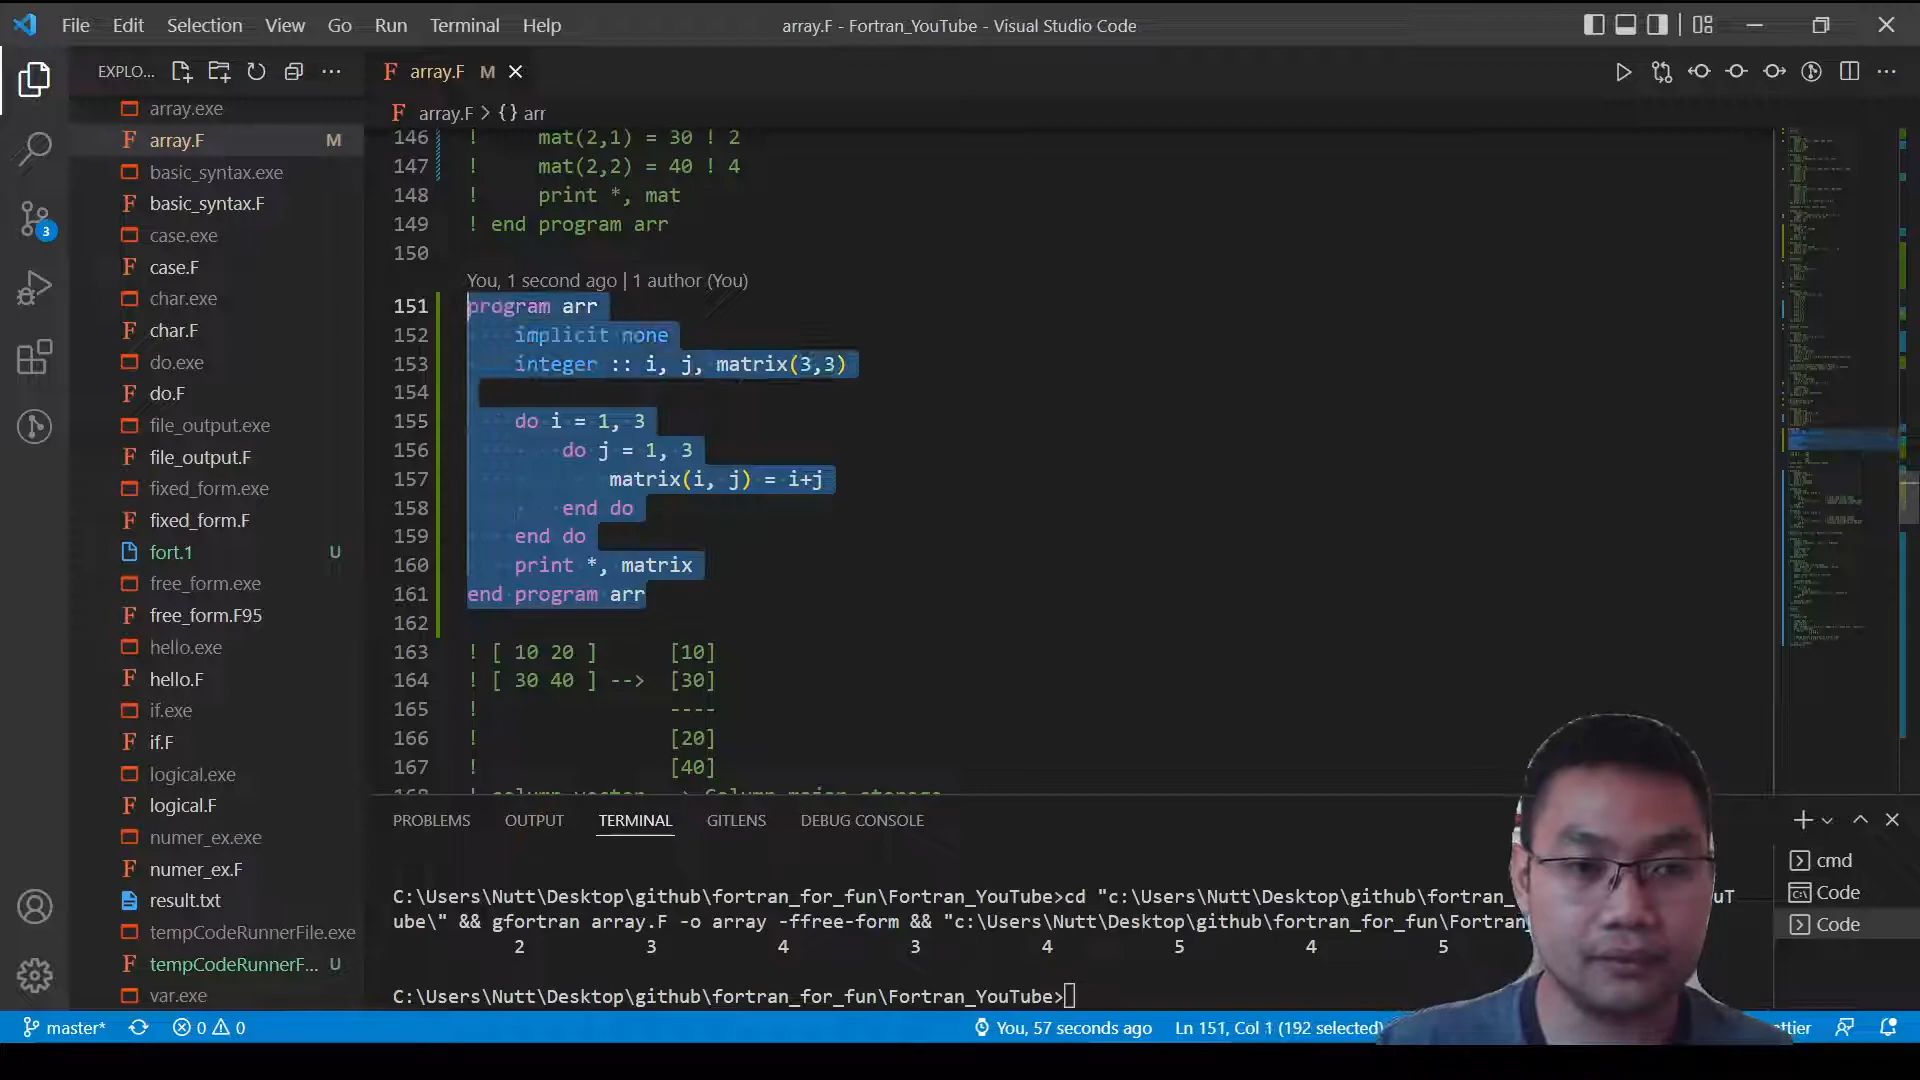 File Edit Selection View Go Run Terminal Help
array.F - Fortran_YouTube - Visual Studio Code
EXPLO...
array.F M
array.exe
array.F M
basic_syntax.exe
basic_syntax.F
case.exe
case.F
char.exe
char.F
do.exe
do.F
file_output.exe
file_output.F
fixed_form.exe
fixed_form.F
fort.1 U
free_form.exe
free_form.F95
hello.exe
hello.F
if.exe
if.F
logical.exe
logical.F
numer_ex.exe
numer_ex.F
result.txt
tempCodeRunnerFile.exe
tempCodeRunnerF... U
var.exe
3
array.F > {} arr
146 ! mat(2,1) = 30 ! 2
147 ! mat(2,2) = 40 ! 4
148 ! print *, mat
149 ! end program arr
150
You, 1 second ago | 1 author (You)
151 program arr
152 implicit none
153 integer :: i, j, matrix(3,3)
154
155 do i = 1, 3
156 do j = 1, 3
157 matrix(i, j) = i+j
158 end do
159 end do
160 print *, matrix
161 end program arr
162
163 ! [ 10 20 ] [10]
164 ! [ 30 40 ] --> [30]
165 ! ----
166 ! [20]
167 ! [40]
168 ! column vector --> Column major storage
PROBLEMS OUTPUT TERMINAL GITLENS DEBUG CONSOLE
C:\Users\Nutt\Desktop\github\fortran_for_fun\Fortran_YouTube>cd "c:\Users\Nutt\Desktop\github\fortran_ uT
ube\" && gfortran array.F -o array -ffree-form && "c:\Users\Nutt\Desktop\github\fortran_for_fun\Fortran
2 3 4 3 4 5 4 5
C:\Users\Nutt\Desktop\github\fortran_for_fun\Fortran_YouTube>
cmd
Code
Code
master* 0 0 You, 57 seconds ago Ln 151, Col 1 (192 selected) ttier